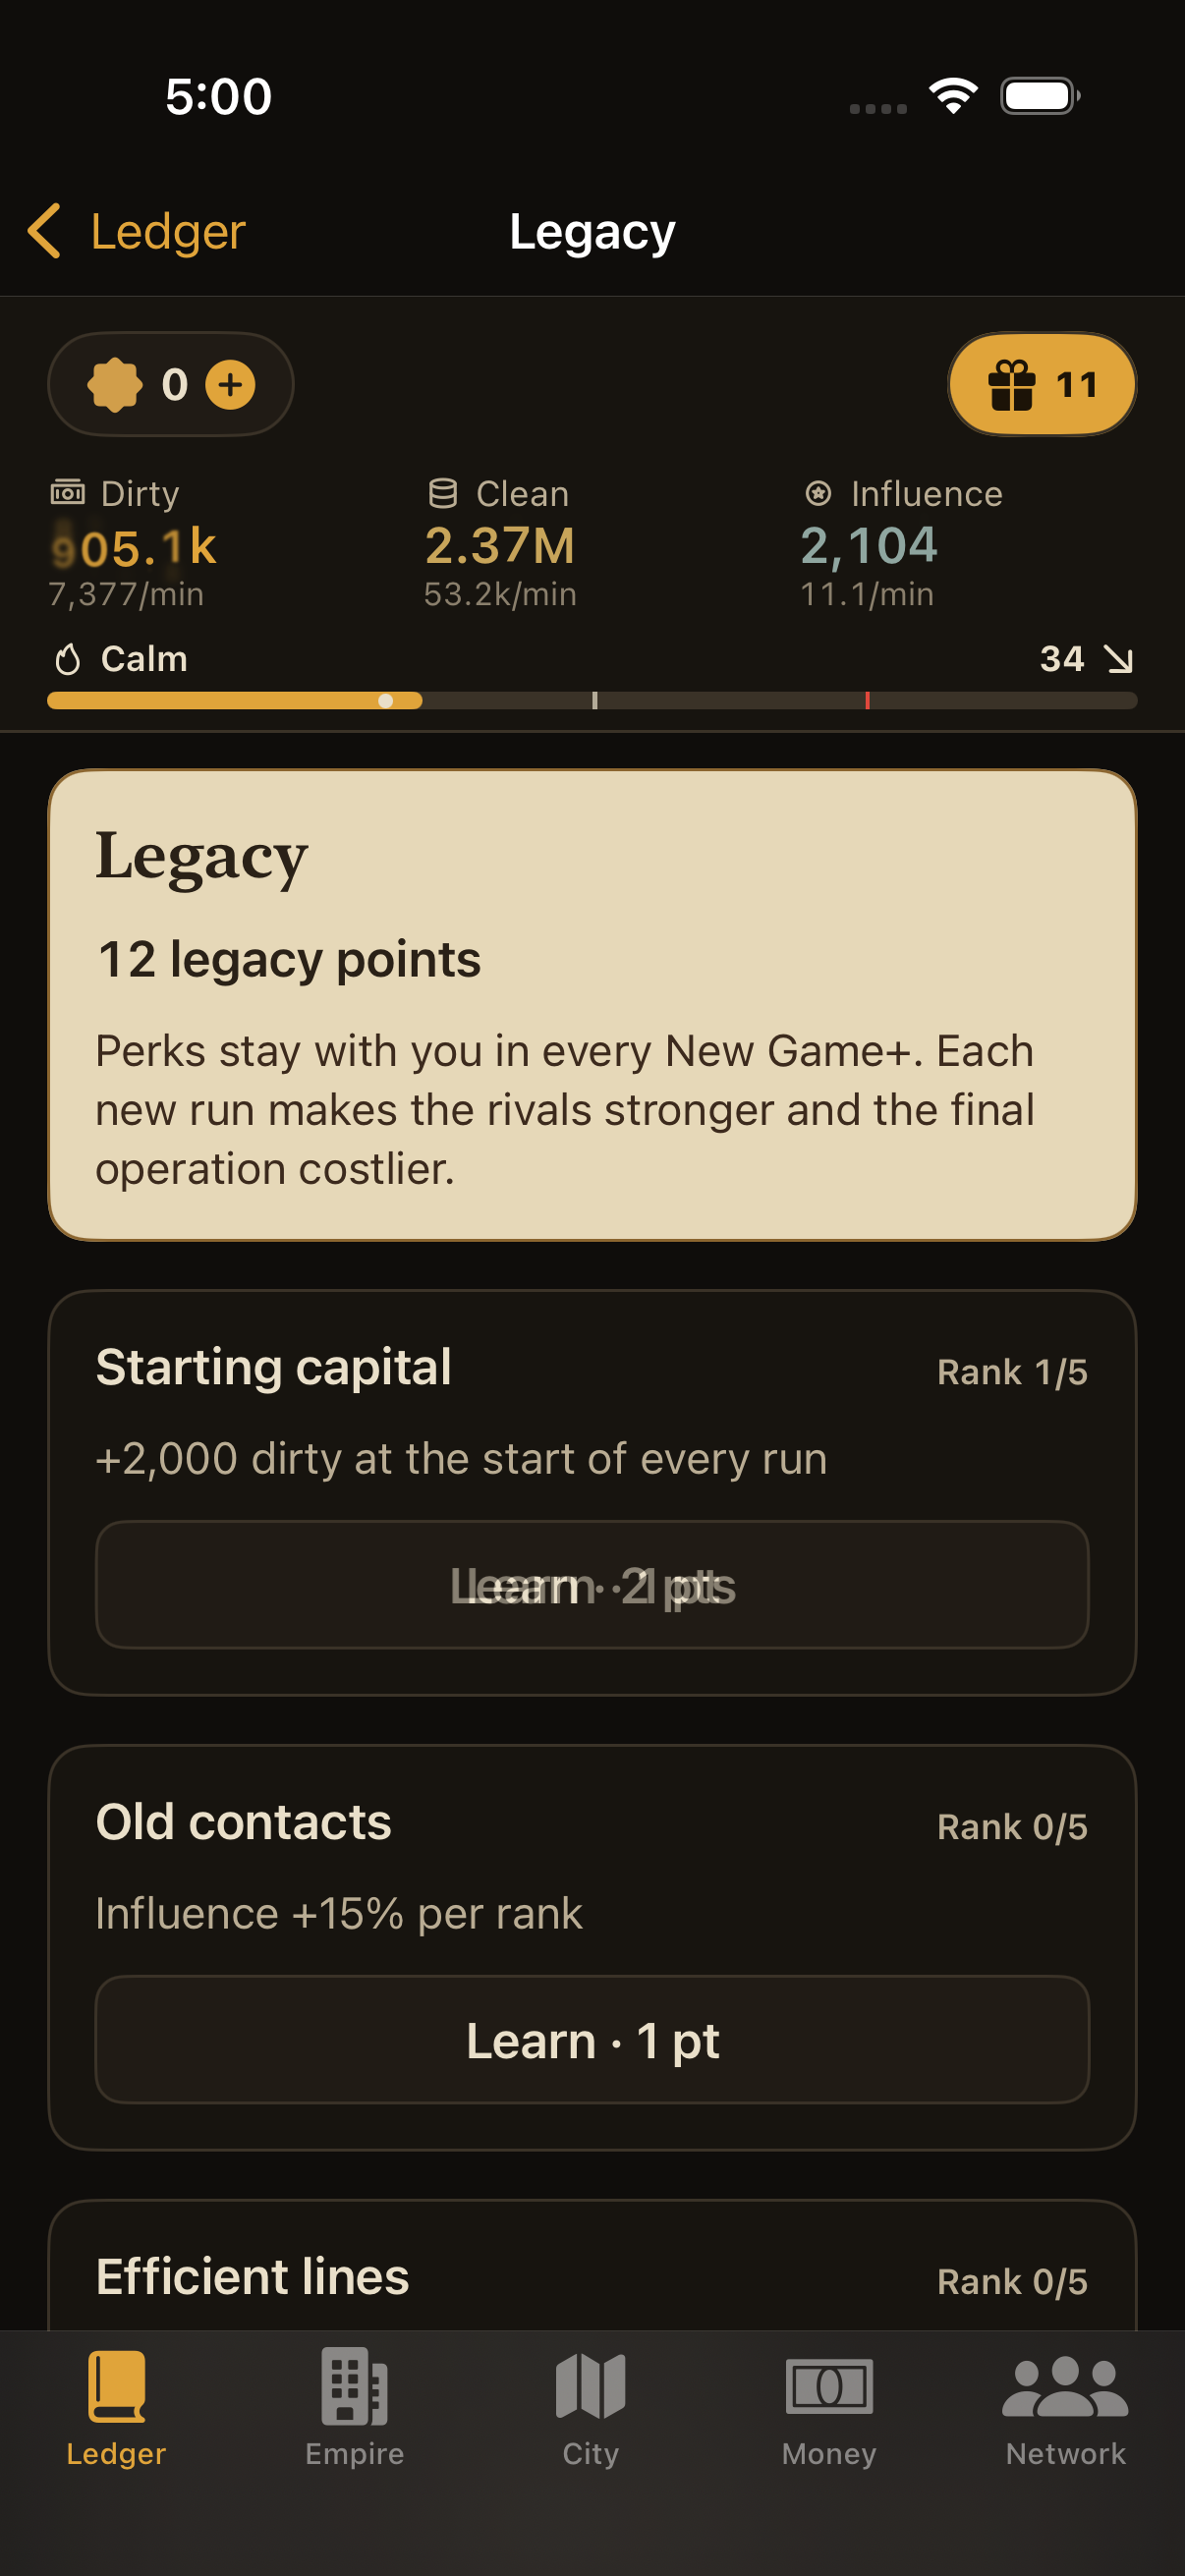 5:00
Ledger
Legacy
0
11
Dirty
Clean
Influence
905.1k
2.37M
2,104
7,377/min
53.2k/min
11.1/min
Calm
34
Legacy
12 legacy points
Perks stay with you in every New Game+. Each
new run makes the rivals stronger and the final
operation costlier.
Starting capital
Rank 1/5
+2,000 dirty at the start of every run
Learn ·
Old contacts
Rank 0/5
Influence +15% per rank
Learn · 1 pt
Efficient lines
Rank 0/5
Ledger
Empire
City
Money
Network